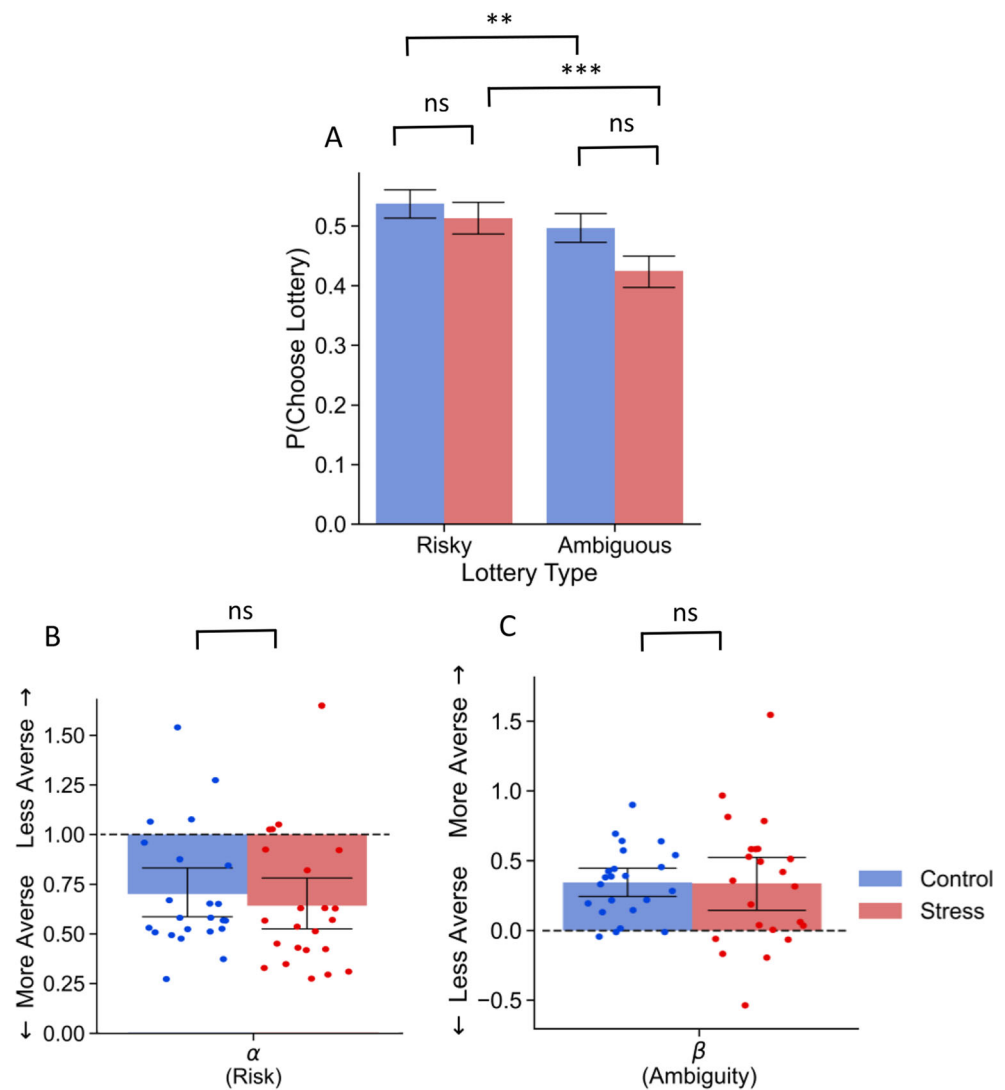 **
***
ns
ns
A
P(Choose Lottery)
0.5
0.4
0.3
0.2
0.1
0.0
Risky
Ambiguous
Lottery Type
B
ns
← More Averse
Less Averse →
1.50
1.25
1.00
0.75
0.50
0.25
0.00
α
(Risk)
C
ns
← Less Averse
More Averse →
1.5
1.0
0.5
0.0
−0.5
β
(Ambiguity)
Control
Stress